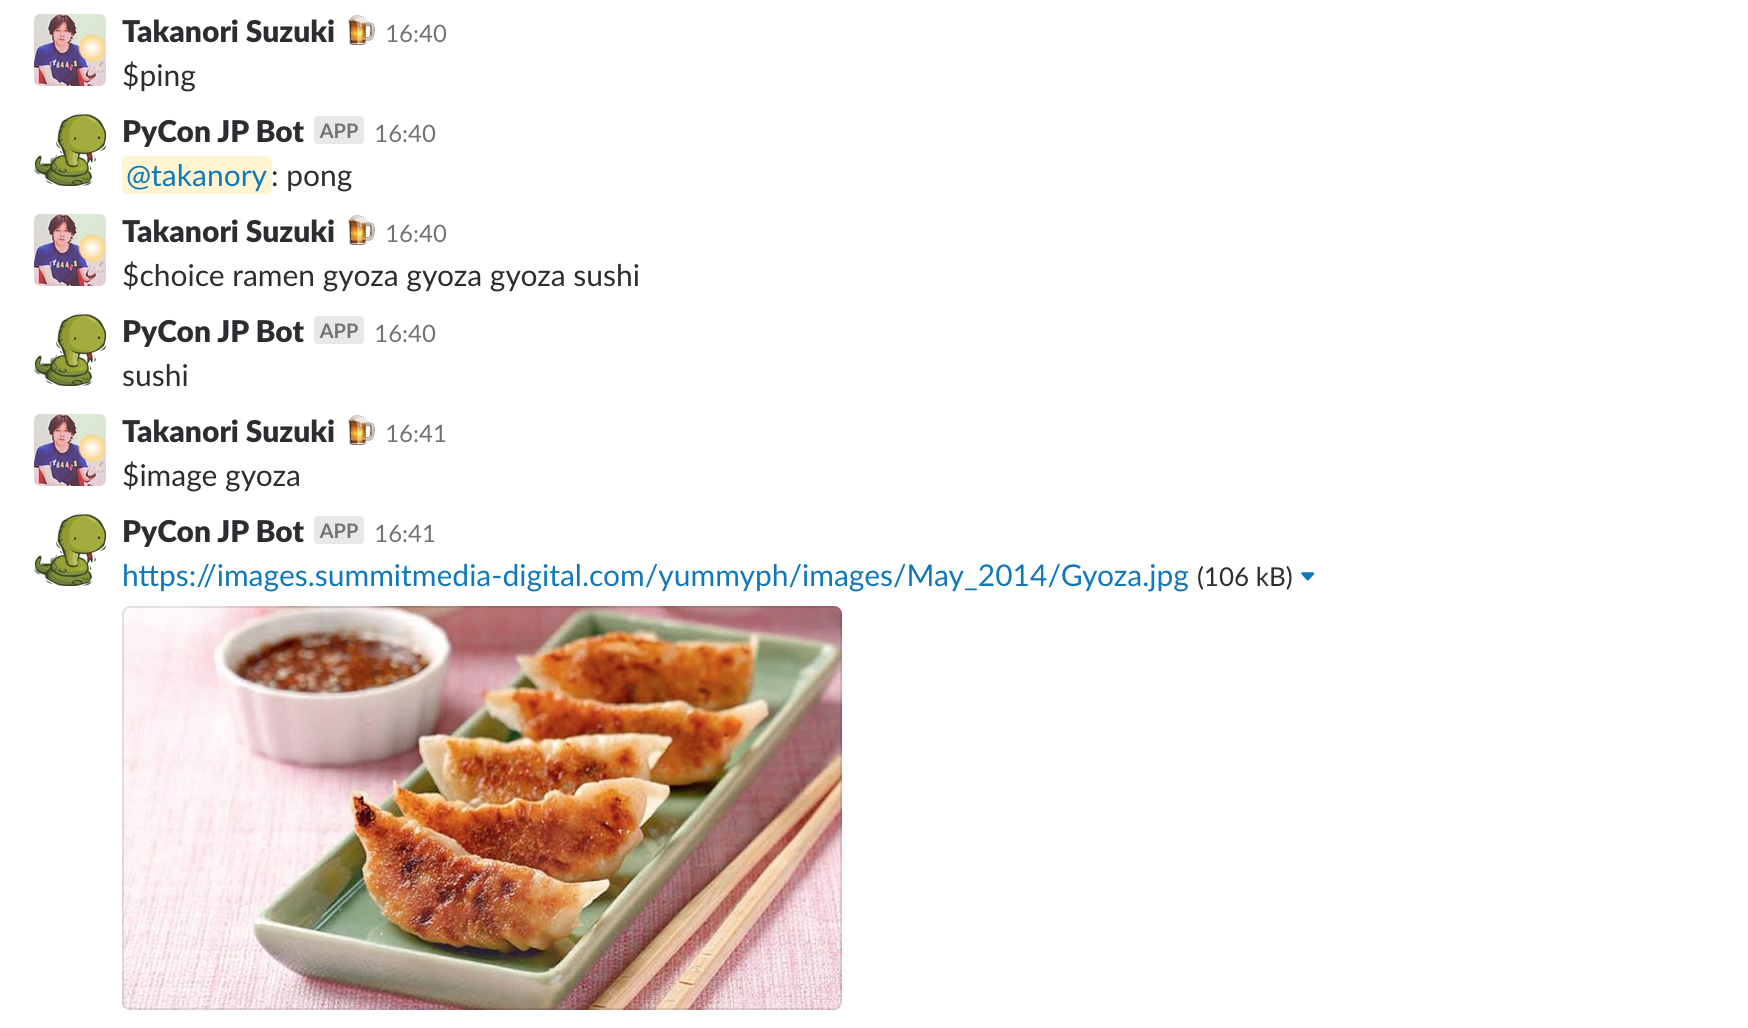 Takanori Suzuki 🍺 16:40
$ping
PyCon JP Bot APP 16:40
@takanory: pong
Takanori Suzuki 🍺 16:40
$choice ramen gyoza gyoza gyoza sushi
PyCon JP Bot APP 16:40
sushi
Takanori Suzuki 🍺 16:41
$image gyoza
PyCon JP Bot APP 16:41
https://images.summitmedia-digital.com/yummyph/images/May_2014/Gyoza.jpg (106 kB)